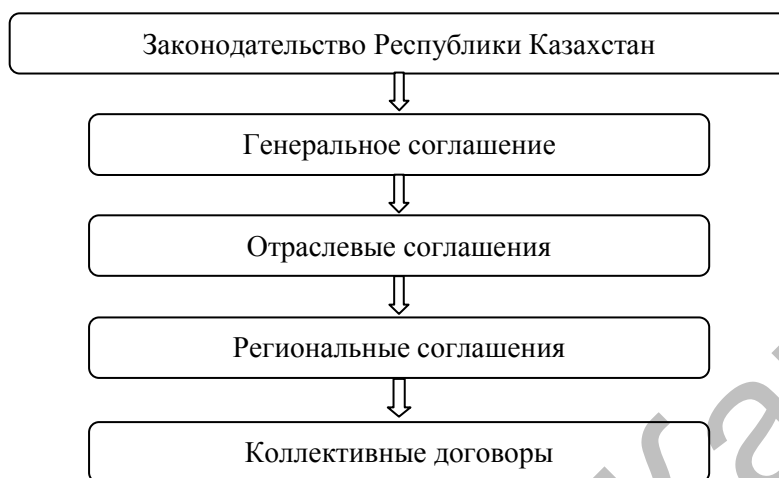 Законодательство Республики Казахстан
Генеральное соглашение
Отраслевые соглашения
Региональные соглашения
Коллективные договоры